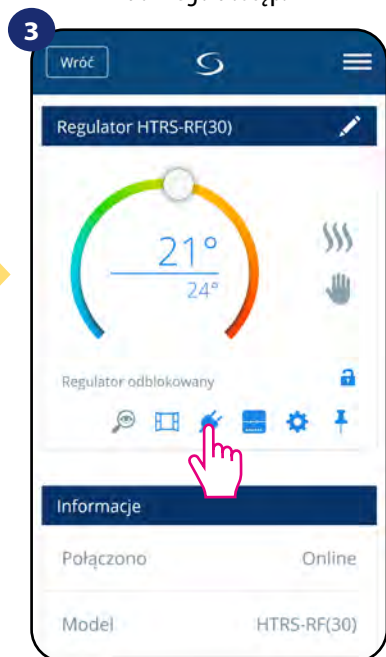 3
Wróć
Regulator HTRS-RF(30)
21°
24°
Regulator odblokowany
Informacje
Połączono Online
Model HTRS-RF(30)